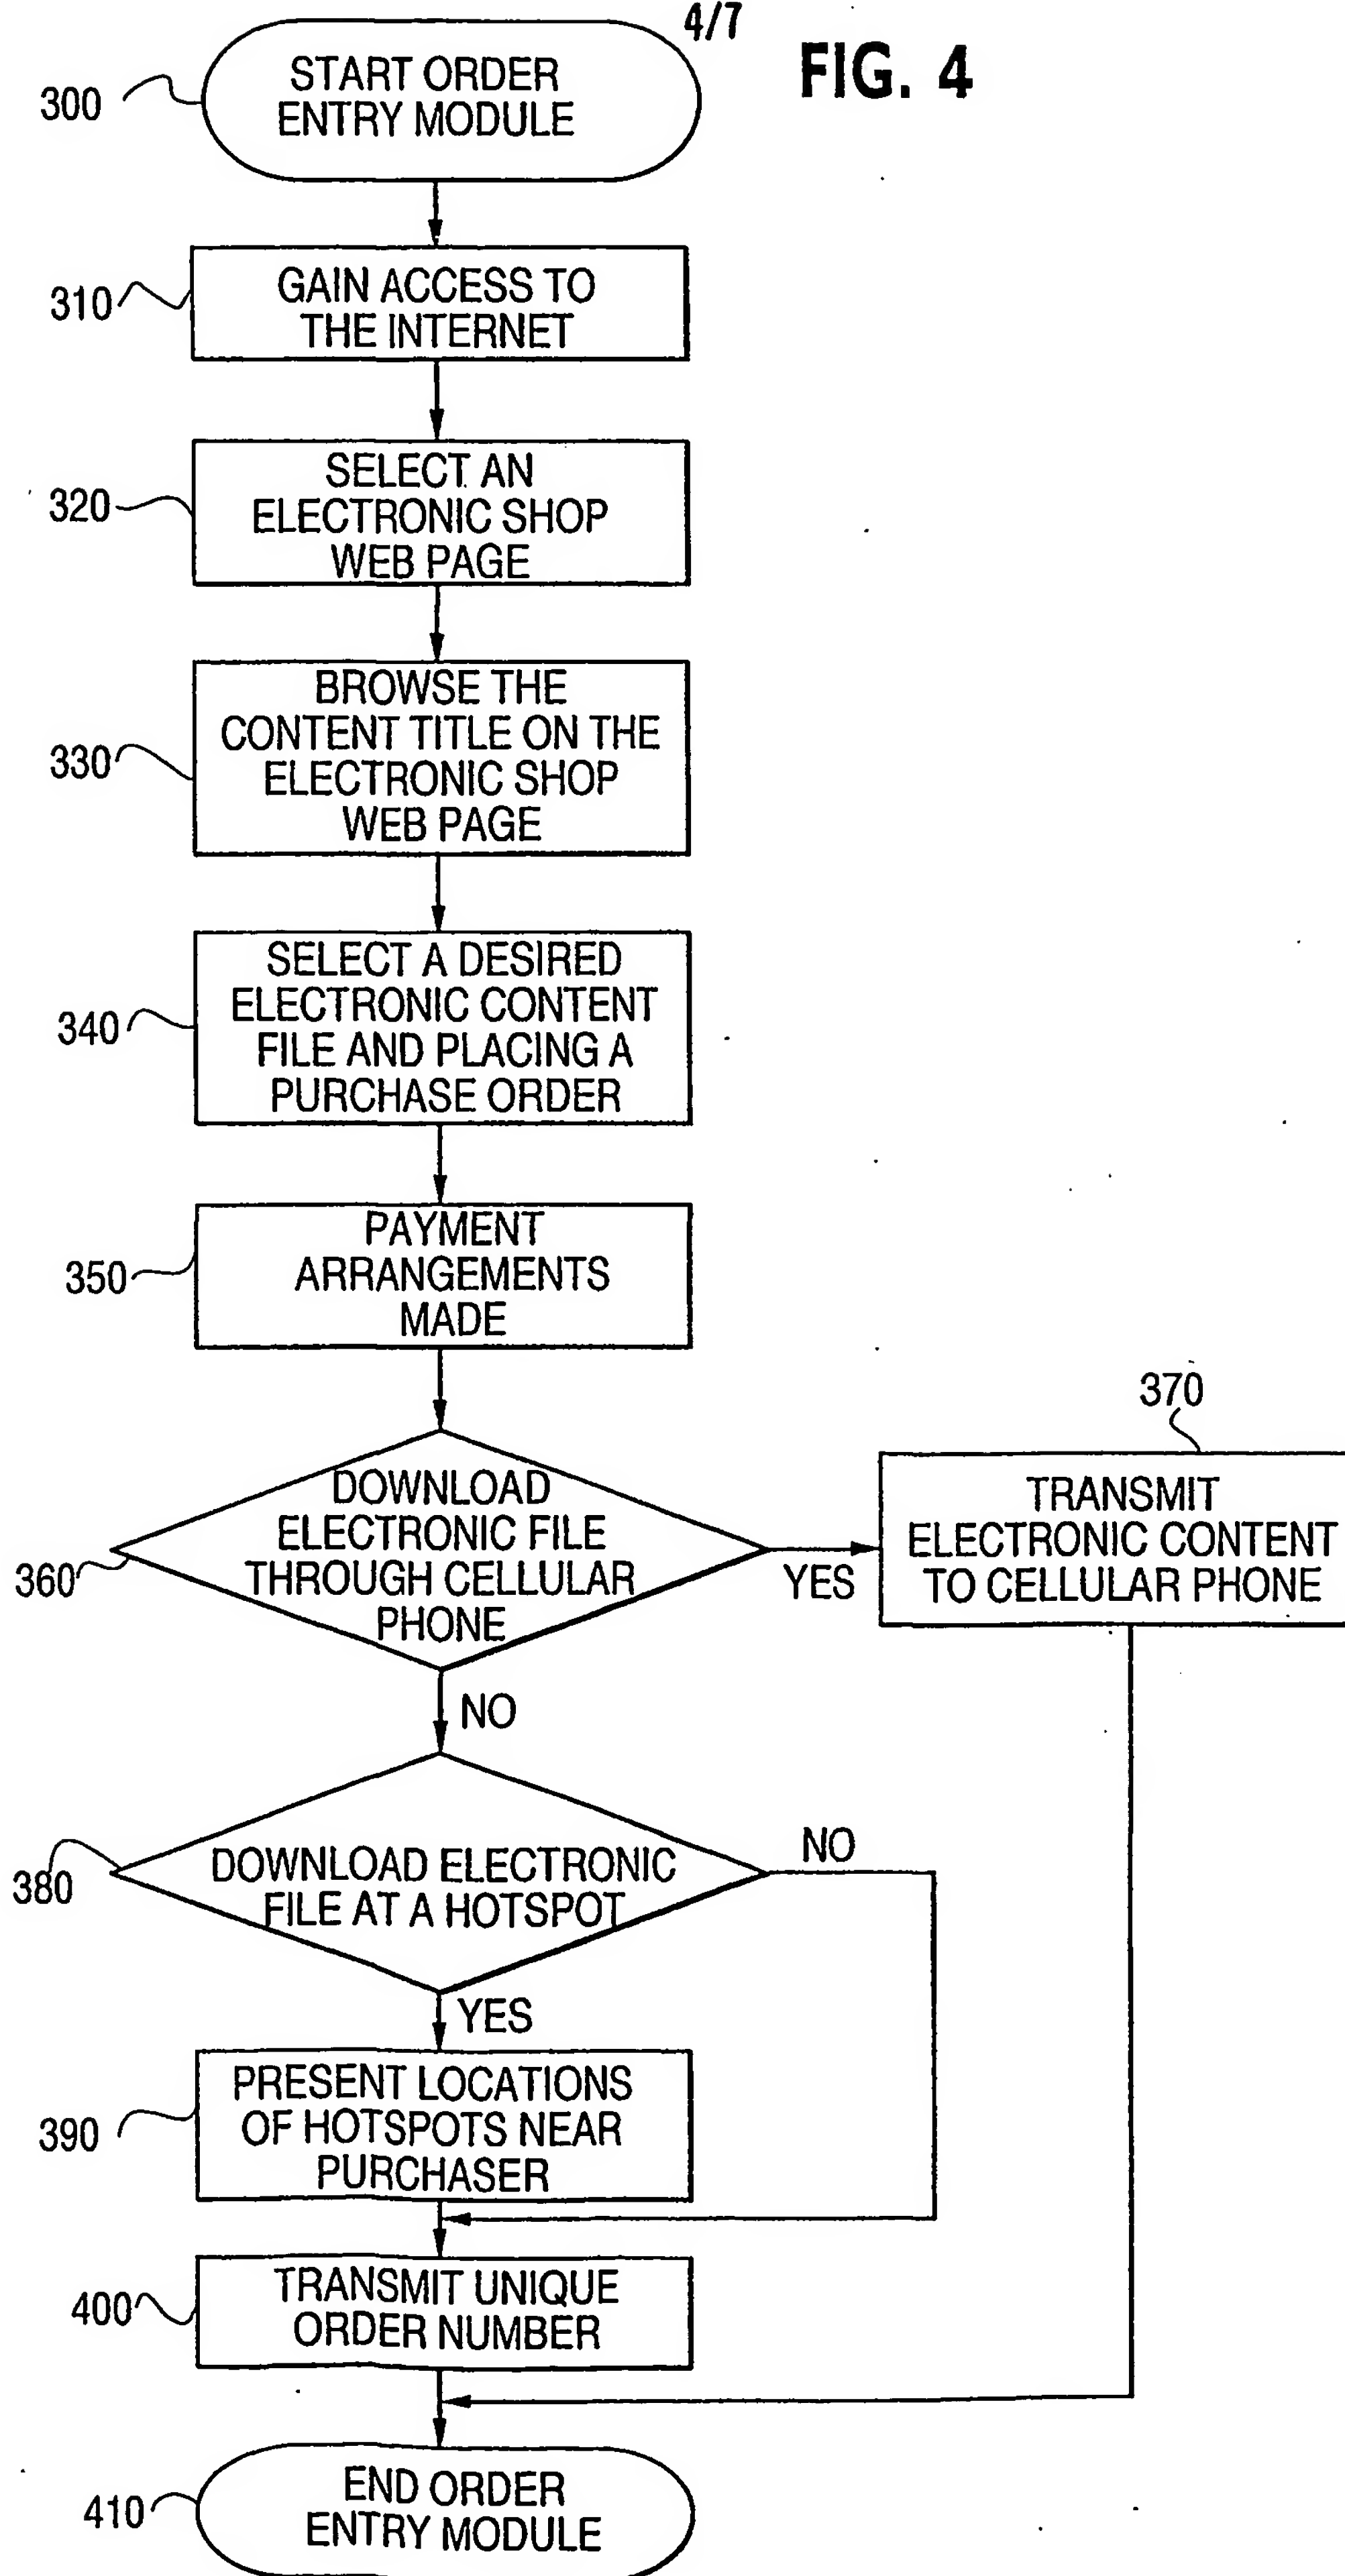 4/7
FIG. 4
START ORDER
ENTRY MODULE
300
GAIN ACCESS TO
THE INTERNET
310
SELECT AN
ELECTRONIC SHOP
WEB PAGE
320
BROWSE THE
CONTENT TITLE ON THE
ELECTRONIC SHOP
WEB PAGE
330
SELECT A DESIRED
ELECTRONIC CONTENT
FILE AND PLACING A
PURCHASE ORDER
340
PAYMENT
ARRANGEMENTS
MADE
350
DOWNLOAD
ELECTRONIC FILE
THROUGH CELLULAR
PHONE
360
YES
370
TRANSMIT
ELECTRONIC CONTENT
TO CELLULAR PHONE
NO
DOWNLOAD ELECTRONIC
FILE AT A HOTSPOT
380
NO
YES
PRESENT LOCATIONS
OF HOTSPOTS NEAR
PURCHASER
390
TRANSMIT UNIQUE
ORDER NUMBER
400
END ORDER
ENTRY MODULE
410